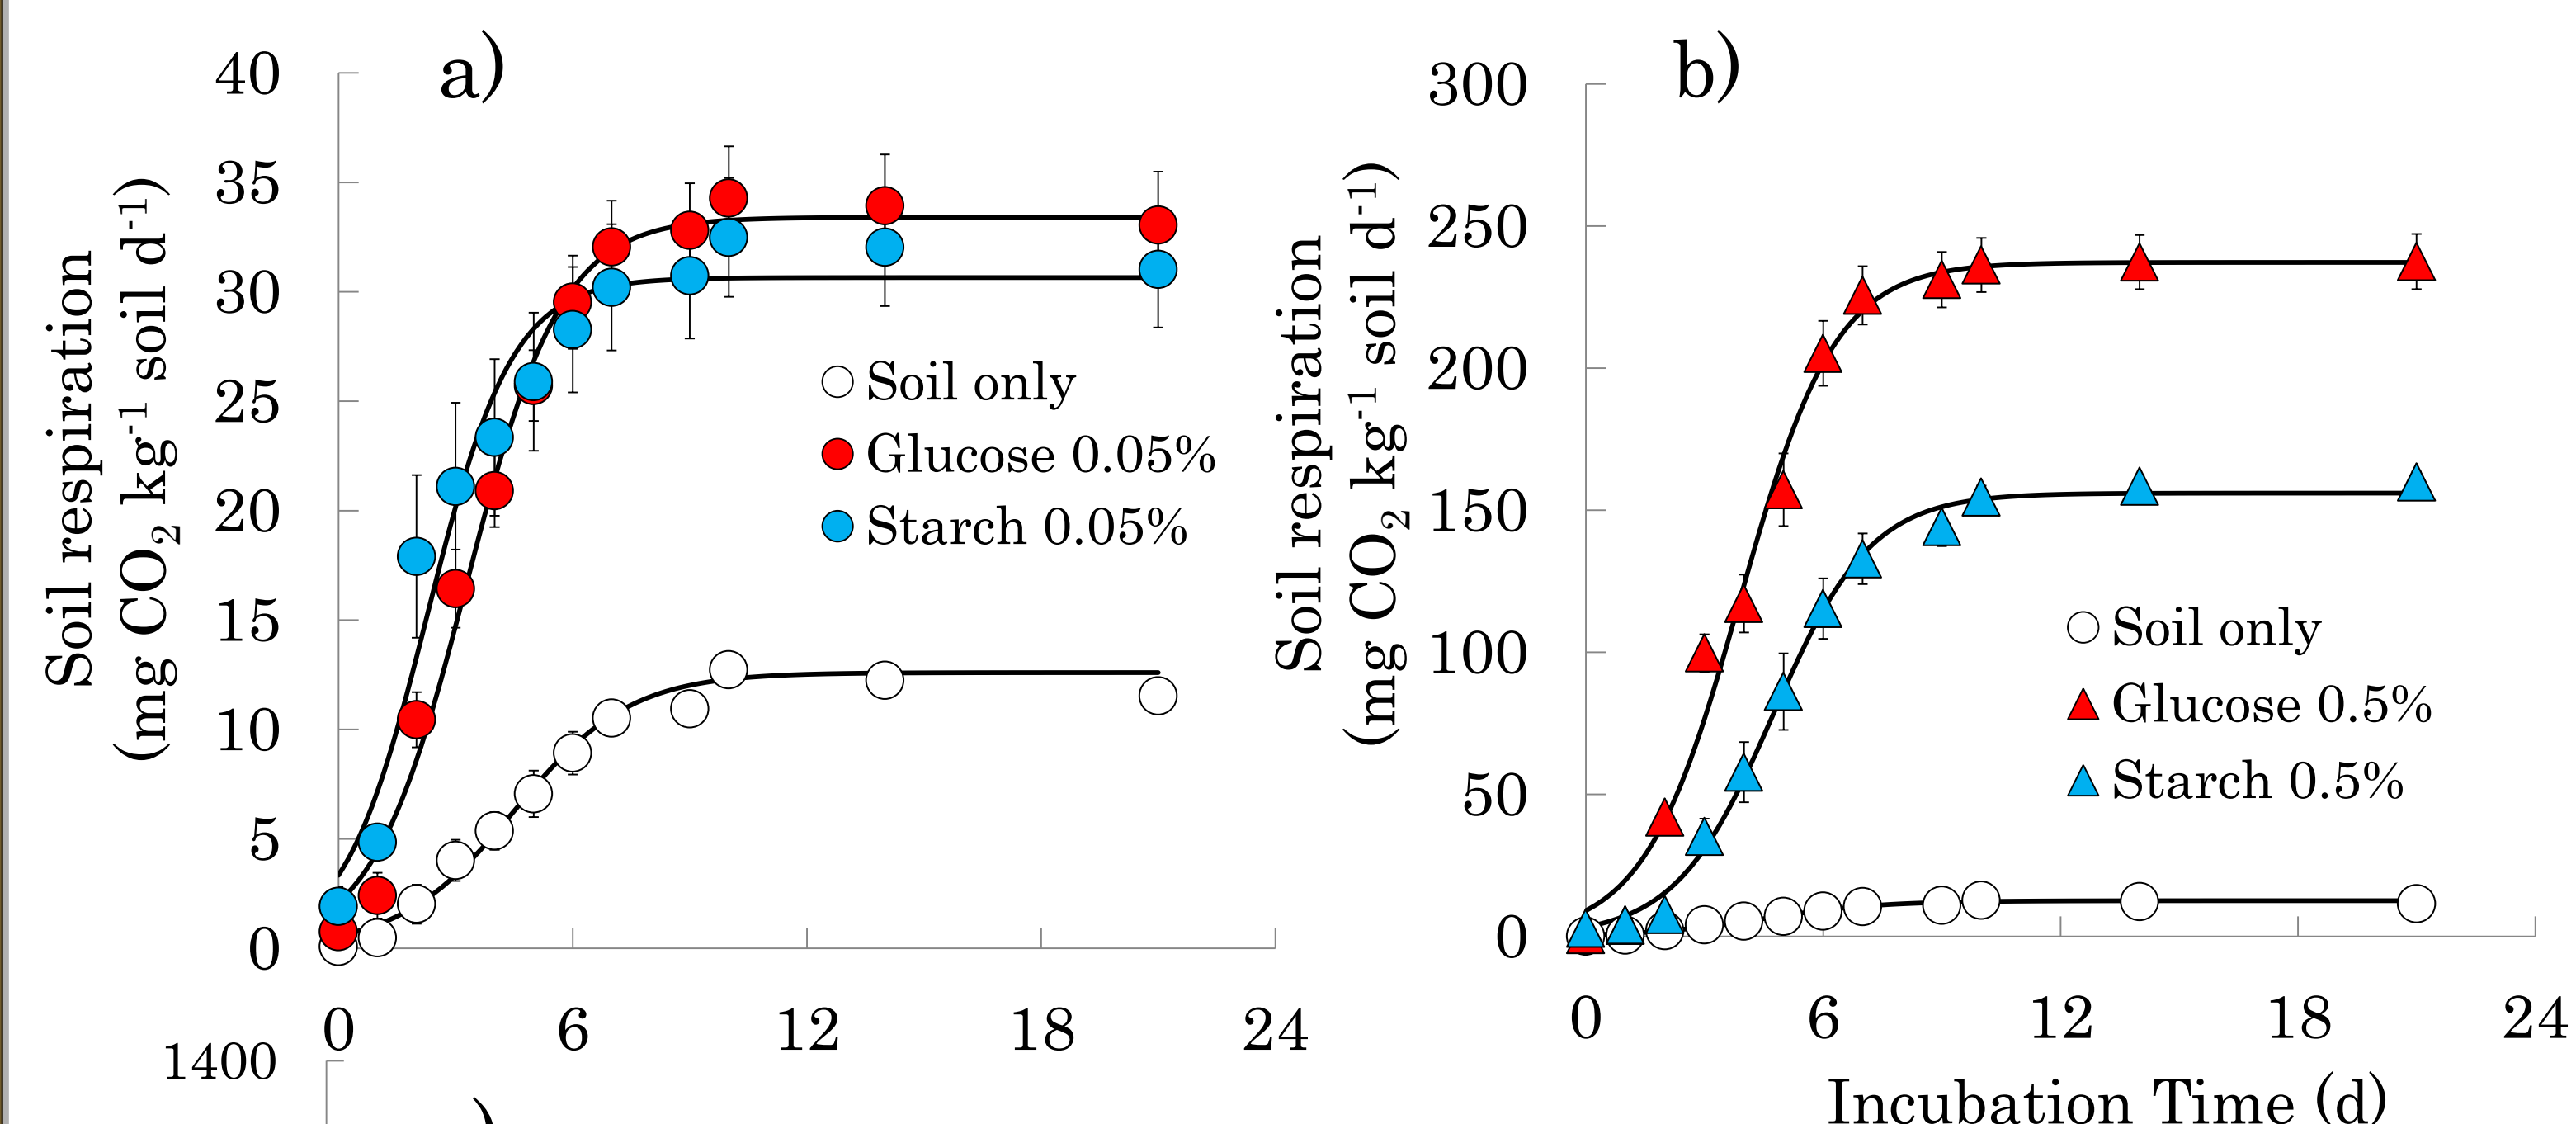 a)
40
35
30
25
20
15
10
5
0
Soil respiration
(mg CO₂ kg⁻¹ soil d⁻¹)
Soil only
Glucose 0.05%
Starch 0.05%
0 6 12 18 24
1400
)
b)
300
250
200
150
100
50
0
Soil respiration
(mg CO₂ kg⁻¹ soil d⁻¹)
Soil only
Glucose 0.5%
Starch 0.5%
0 6 12 18 24
Incubation Time (d)